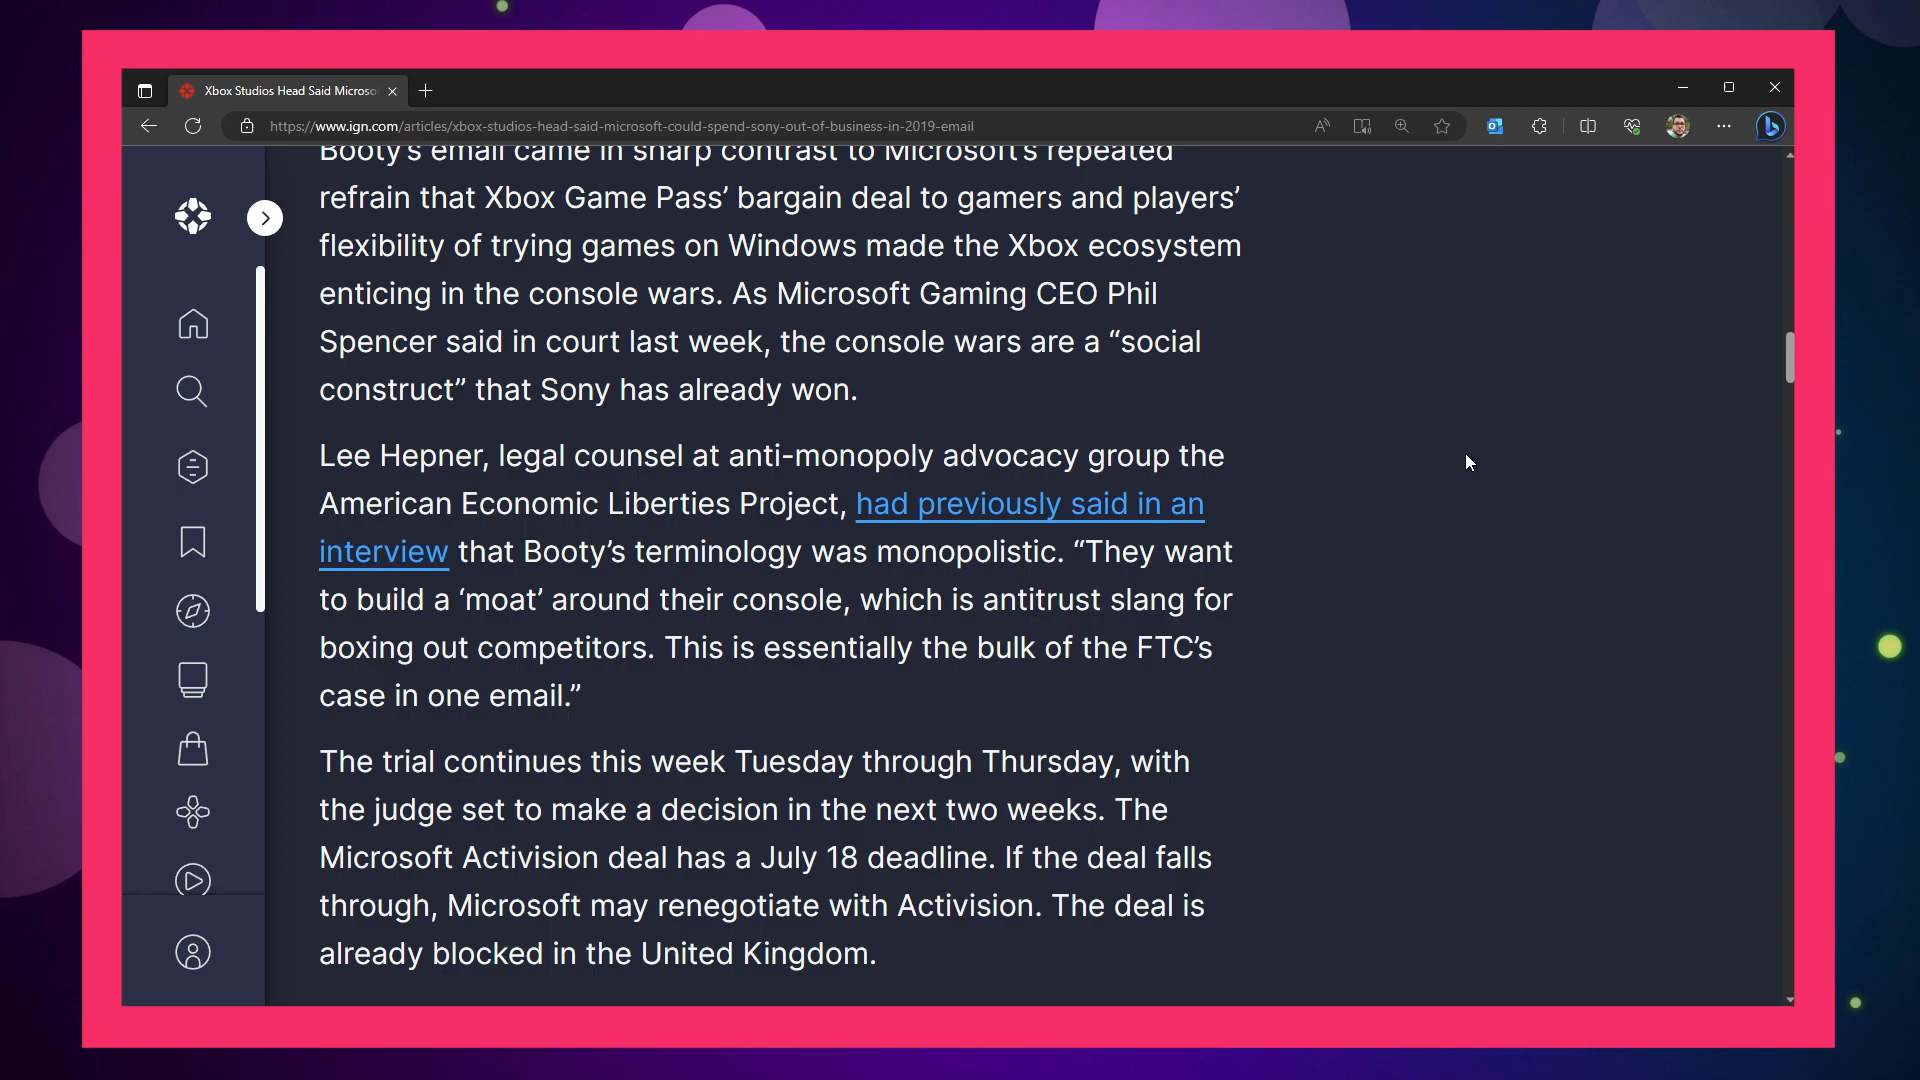 Xbox Studios Head Said Microso
https://www.ign.com/articles/xbox-studios-head-said-microsoft-could-spend-sony-out-of-business-in-2019-email
Booty's email came in sharp contrast to Microsoft's repeated
refrain that Xbox Game Pass’ bargain deal to gamers and players’
flexibility of trying games on Windows made the Xbox ecosystem
enticing in the console wars. As Microsoft Gaming CEO Phil
Spencer said in court last week, the console wars are a “social
construct” that Sony has already won.
Lee Hepner, legal counsel at anti-monopoly advocacy group the
American Economic Liberties Project, had previously said in an
interview that Booty’s terminology was monopolistic. “They want
to build a ‘moat’ around their console, which is antitrust slang for
boxing out competitors. This is essentially the bulk of the FTC’s
case in one email.”
The trial continues this week Tuesday through Thursday, with
the judge set to make a decision in the next two weeks. The
Microsoft Activision deal has a July 18 deadline. If the deal falls
through, Microsoft may renegotiate with Activision. The deal is
already blocked in the United Kingdom.